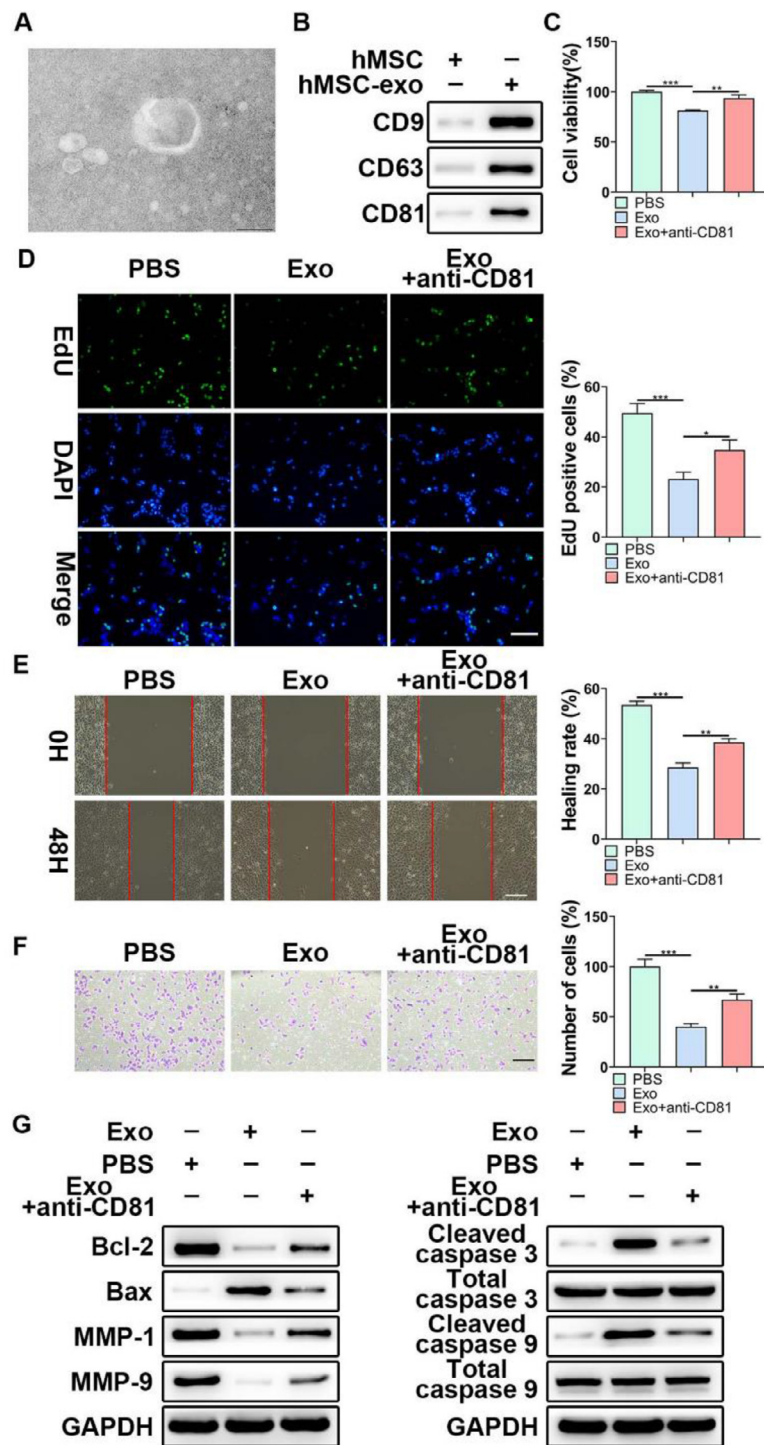 A
B
hMSC + −
hMSC-exo − +
CD9
CD63
CD81
C
Cell viability(%)
150
100
50
0
***
**
PBS
Exo
Exo+anti-CD81
D
PBS
Exo
Exo
+anti-CD81
EdU
DAPI
Merge
EdU positive cells (%)
60
40
20
0
***
*
PBS
Exo
Exo+anti-CD81
E
PBS
Exo
Exo
+anti-CD81
0H
48H
Healing rate (%)
60
40
20
0
***
**
PBS
Exo
Exo+anti-CD81
F
PBS
Exo
Exo
+anti-CD81
Number of cells (%)
150
100
50
0
***
**
PBS
Exo
Exo+anti-CD81
G
Exo − + −
PBS + − −
Exo
+anti-CD81 − − +
Bcl-2
Bax
MMP-1
MMP-9
GAPDH
Exo − + −
PBS + − −
Exo
+anti-CD81 − − +
Cleaved
caspase 3
Total
caspase 3
Cleaved
caspase 9
Total
caspase 9
GAPDH